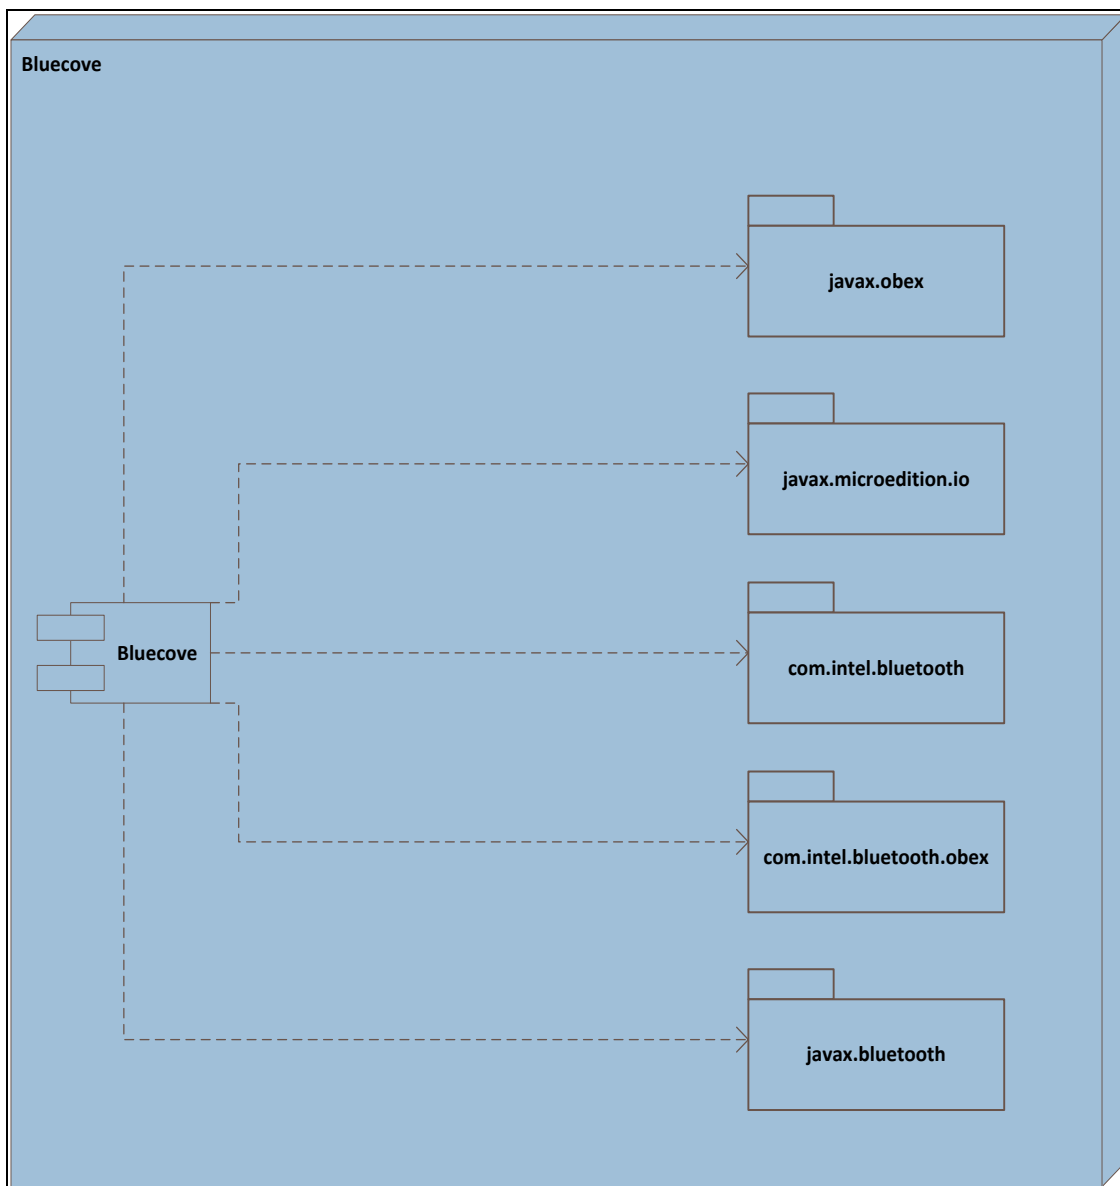 Bluecove
javax.obex
javax.microedition.io
com.intel.bluetooth
Bluecove
com.intel.bluetooth.obex
javax.bluetooth